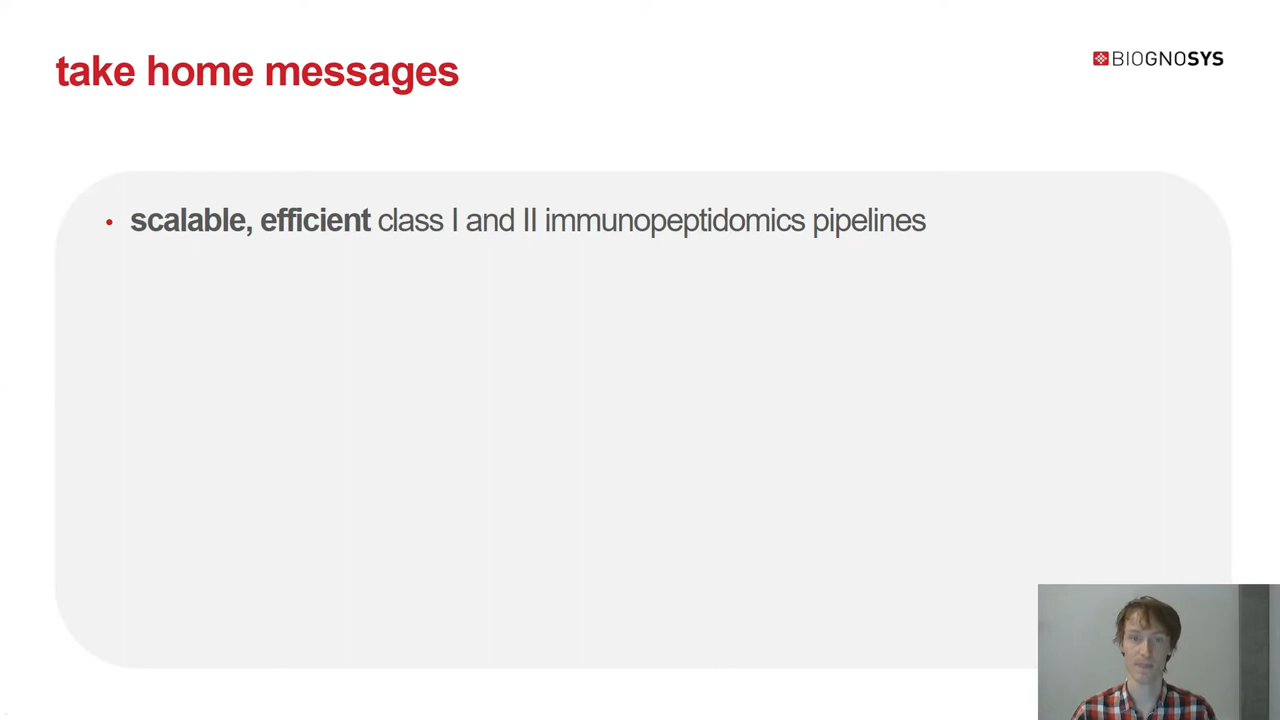 take home messages
BIOGNOSYS
• scalable, efficient class I and II immunopeptidomics pipelines